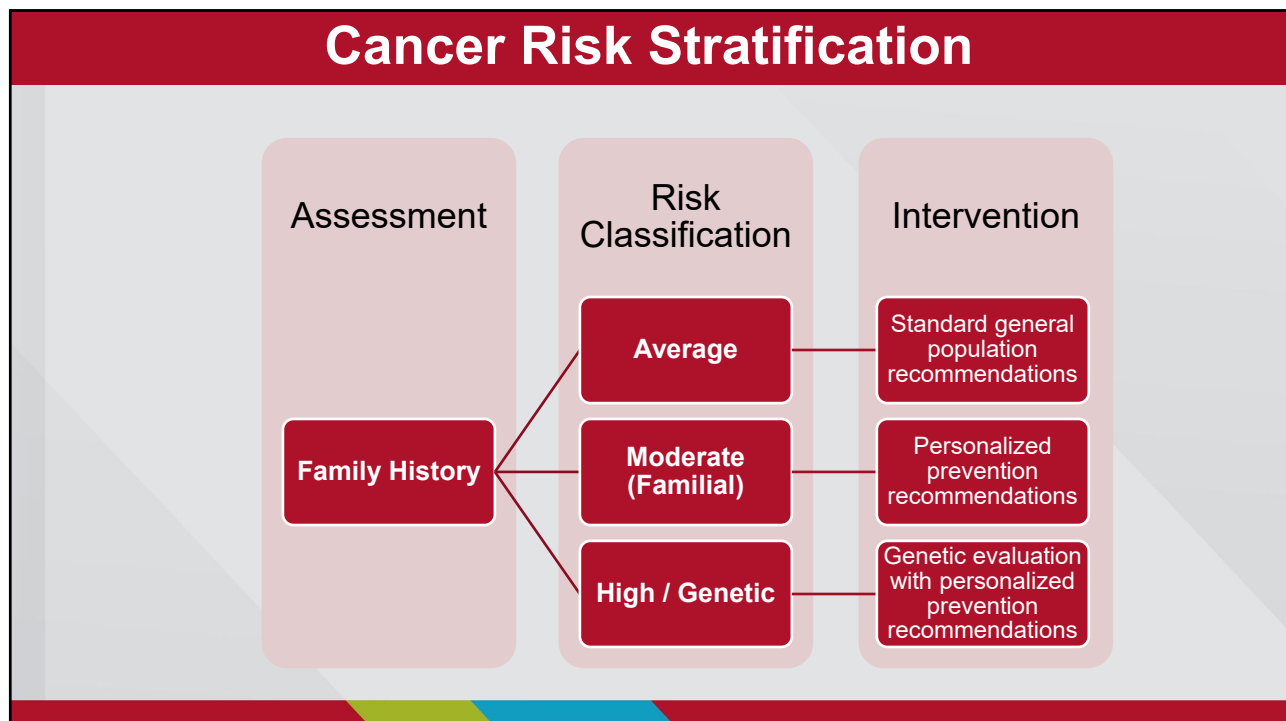 Cancer Risk Stratification
Assessment
Risk
Classification
Intervention
Family History
Average
Moderate
(Familial)
High / Genetic
Standard general
population
recommendations
Personalized
prevention
recommendations
Genetic evaluation
with personalized
prevention
recommendations